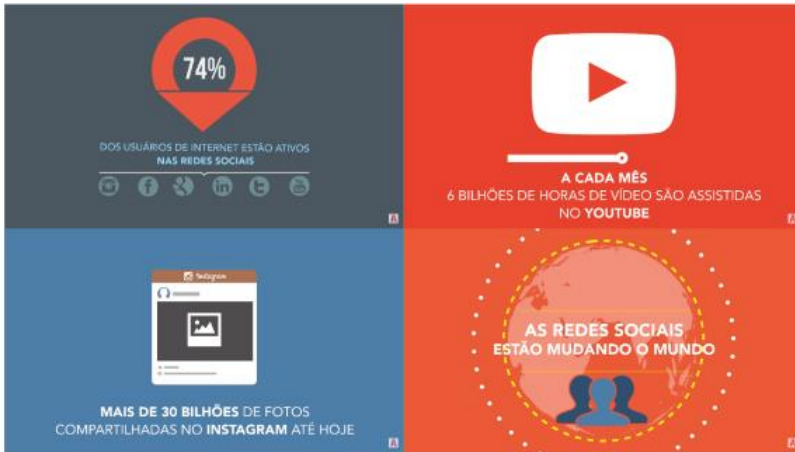 74%
DOS USUÁRIOS DE INTERNET ESTÃO ATIVOS
NAS REDES SOCIAIS
A CADA MÊS
6 BILHÕES DE HORAS DE VÍDEO SÃO ASSISTIDAS
NO YOUTUBE
Instagram
MAIS DE 30 BILHÕES DE FOTOS
COMPARTILHADAS NO INSTAGRAM ATÉ HOJE
AS REDES SOCIAIS
ESTÃO MUDANDO O MUNDO